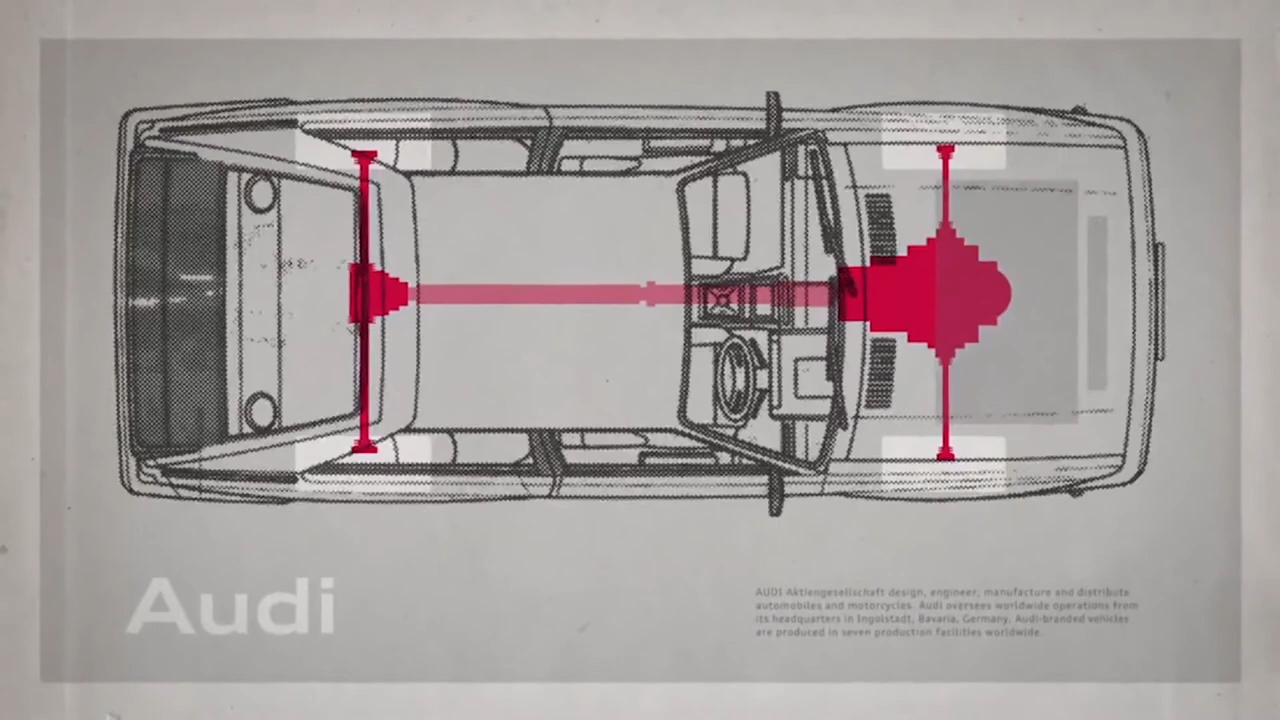 Audi
AUDI Aktiengesellschaft design, engineer, manufacture and distribute
automobiles and motorcycles. Audi oversees worldwide operations from
its headquarters in Ingolstadt, Bavaria, Germany. Audi-branded vehicles
are produced in seven production facilities worldwide.